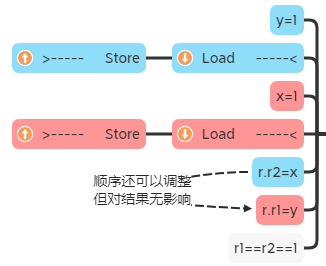 y=1
>----- Store Load -----<
x=1
>----- Store Load -----<
r.r2=x
顺序还可以调整
但对结果无影响
r.r1=y
r1==r2==1